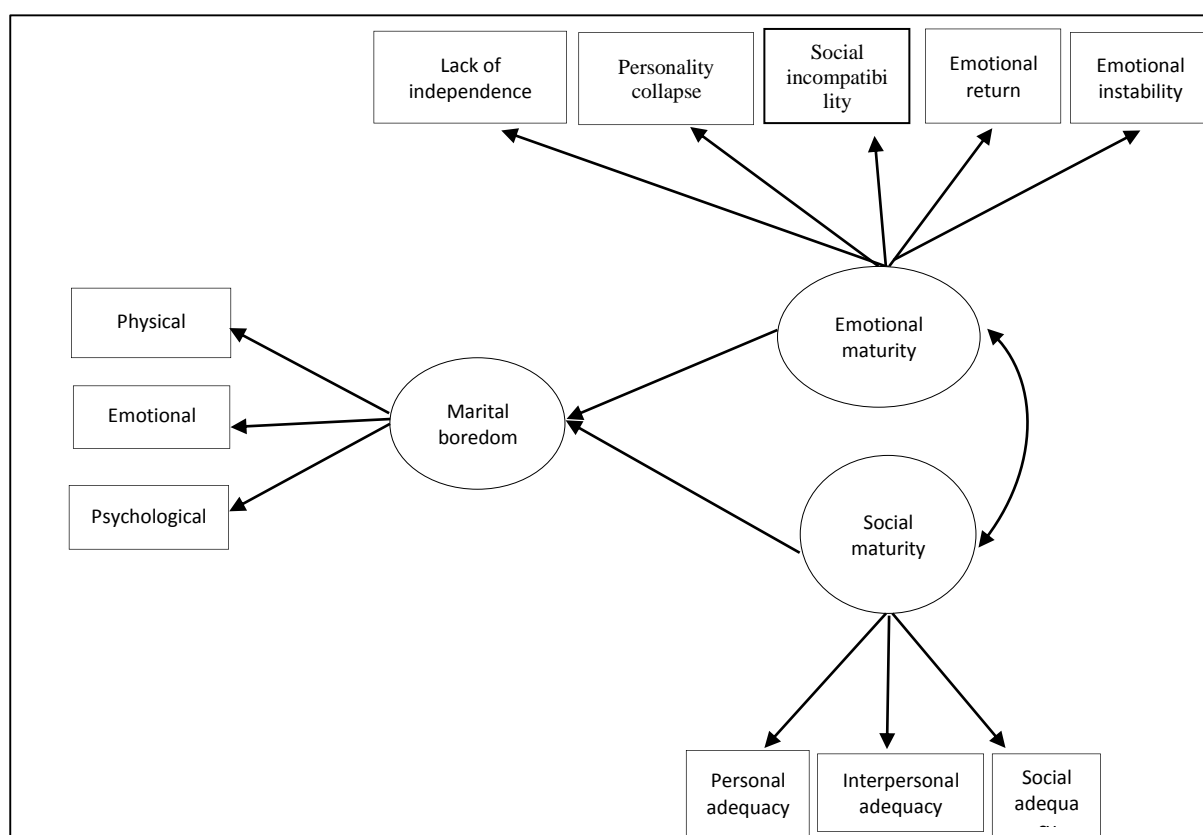 Lack of
independence
Personality
collapse
Social
incompatibi
lity
Emotional
return
Emotional
instability
Physical
Emotional
Psychological
Marital
boredom
Emotional
maturity
Social
maturity
Personal
adequacy
Interpersonal
adequacy
Social
adequa